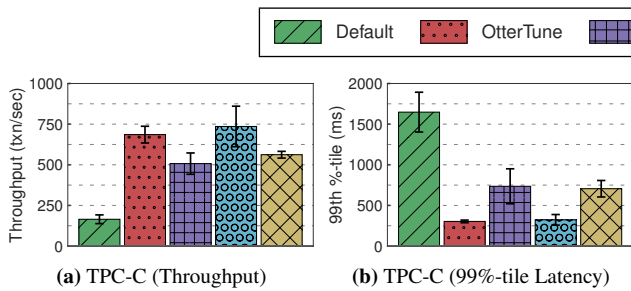 Default OtterTune
Throughput (txn/sec)
1000
750
500
250
0
(a) TPC-C (Throughput)
99th %-tile (ms)
2000
1500
1000
500
0
(b) TPC-C (99%-tile Latency)